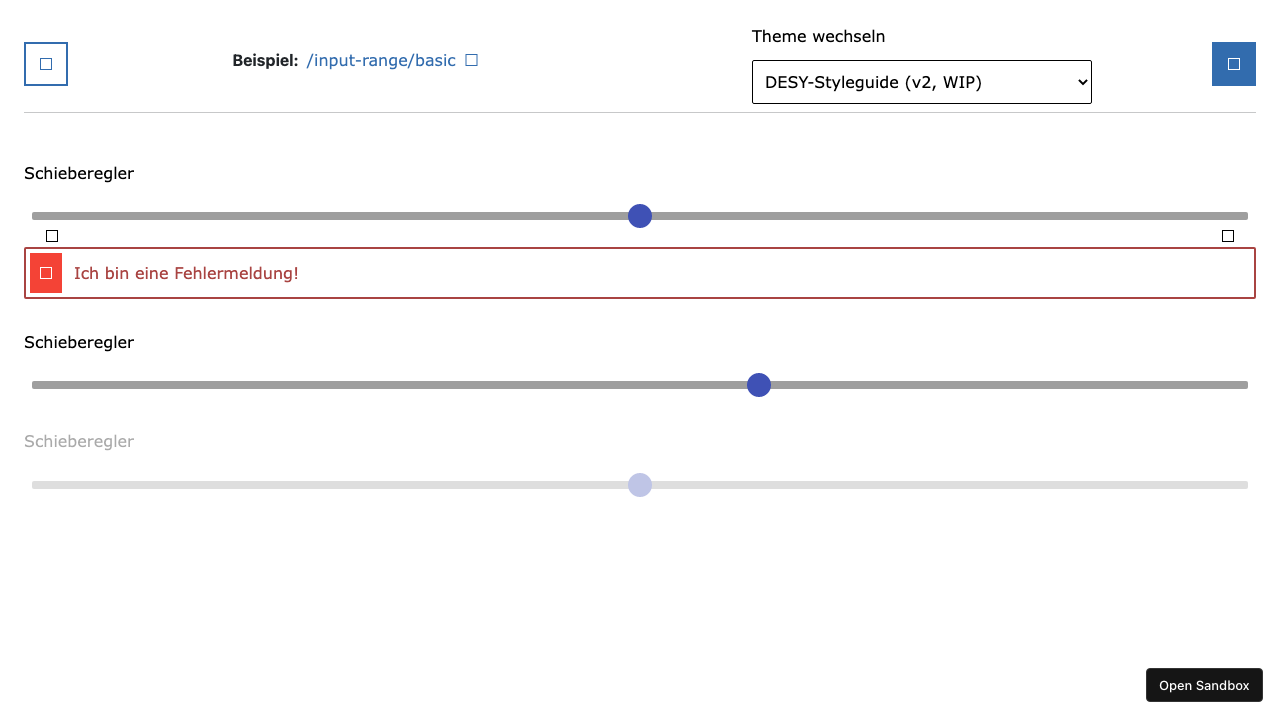 Beispiel: /input-range/basic
Theme wechseln
DESY-Styleguide (v2, WIP)
Schieberegler
Ich bin eine Fehlermeldung!
Schieberegler
Schieberegler
Open Sandbox